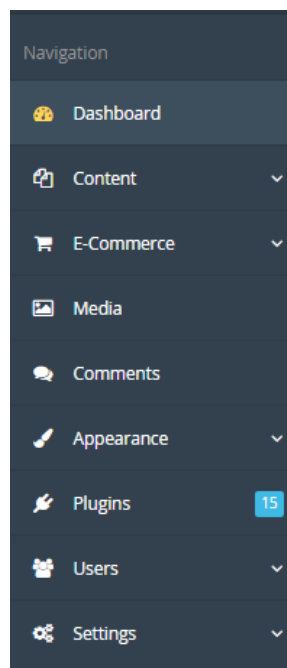 Navigation
Dashboard
Content
E-Commerce
Media
Comments
Appearance
Plugins 15
Users
Settings